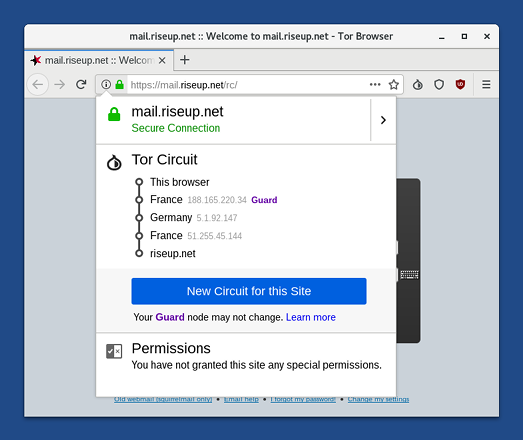 mail.riseup.net :: Welcome to mail.riseup.net - Tor Browser
mail.riseup.net :: Welcom
https://mail.riseup.net/rc/
mail.riseup.net
Secure Connection
Tor Circuit
This browser
France 188.165.220.34 Guard
Germany 5.1.92.147
France 51.255.45.144
riseup.net
New Circuit for this Site
Your Guard node may not change. Learn more
Permissions
You have not granted this site any special permissions.
Old webmail (squirrelmail only) • Email help • I forgot my password! • Change my settings